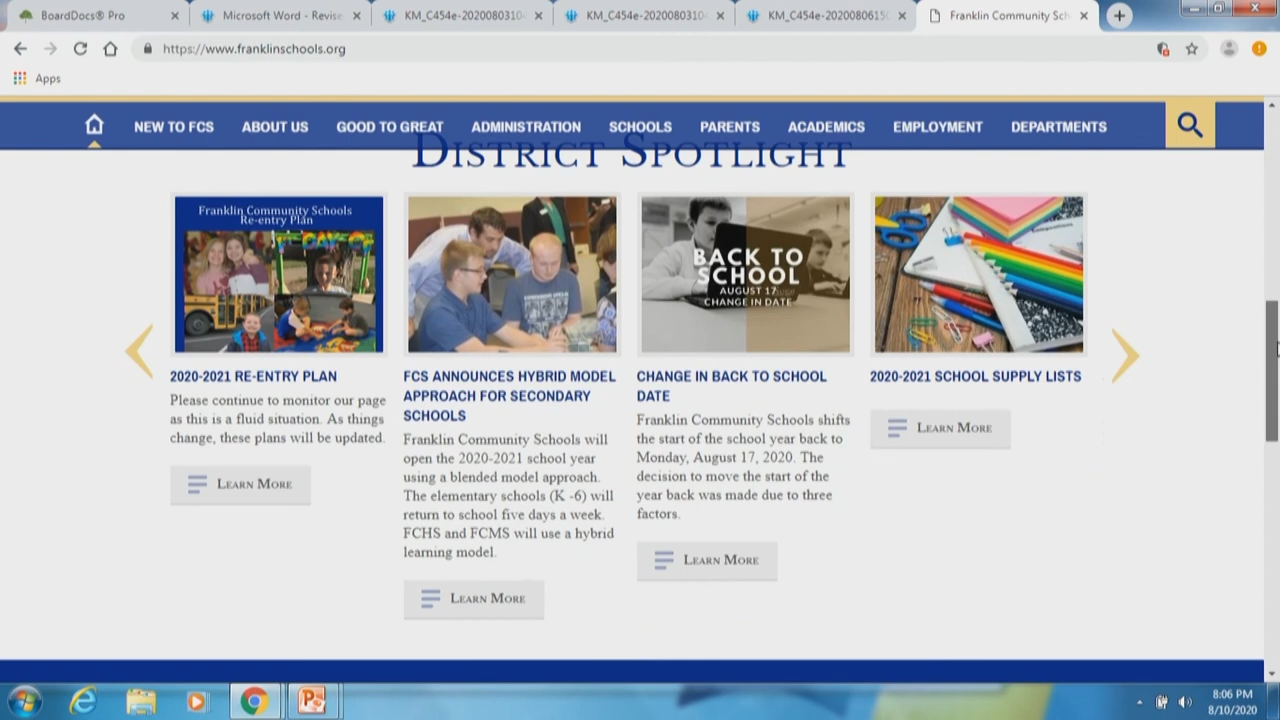 BoardDocs® Pro
Microsoft Word - Revise
KM_C454e-2020080310
KM_C454e-2020080310
KM_C454e-20200806150
Franklin Community Sch
https://www.franklinschools.org
Apps
NEW TO FCS
ABOUT US
GOOD TO GREAT
ADMINISTRATION
SCHOOLS
PARENTS
ACADEMICS
EMPLOYMENT
DEPARTMENTS
DISTRICT SPOTLIGHT
Franklin Community Schools
Re-entry Plan
2020-2021 RE-ENTRY PLAN
Please continue to monitor our page
as this is a fluid situation. As things
change, these plans will be updated.
LEARN MORE
FCS ANNOUNCES HYBRID MODEL
APPROACH FOR SECONDARY
SCHOOLS
Franklin Community Schools will
open the 2020-2021 school year
using a blended model approach.
The elementary schools (K -6) will
return to school five days a week.
FCHS and FCMS will use a hybrid
learning model.
LEARN MORE
BACK TO
SCHOOL
AUGUST 17
CHANGE IN DATE
CHANGE IN BACK TO SCHOOL
DATE
Franklin Community Schools shifts
the start of the school year back to
Monday, August 17, 2020. The
decision to move the start of the
year back was made due to three
factors.
LEARN MORE
2020-2021 SCHOOL SUPPLY LISTS
LEARN MORE
8:06 PM
8/10/2020